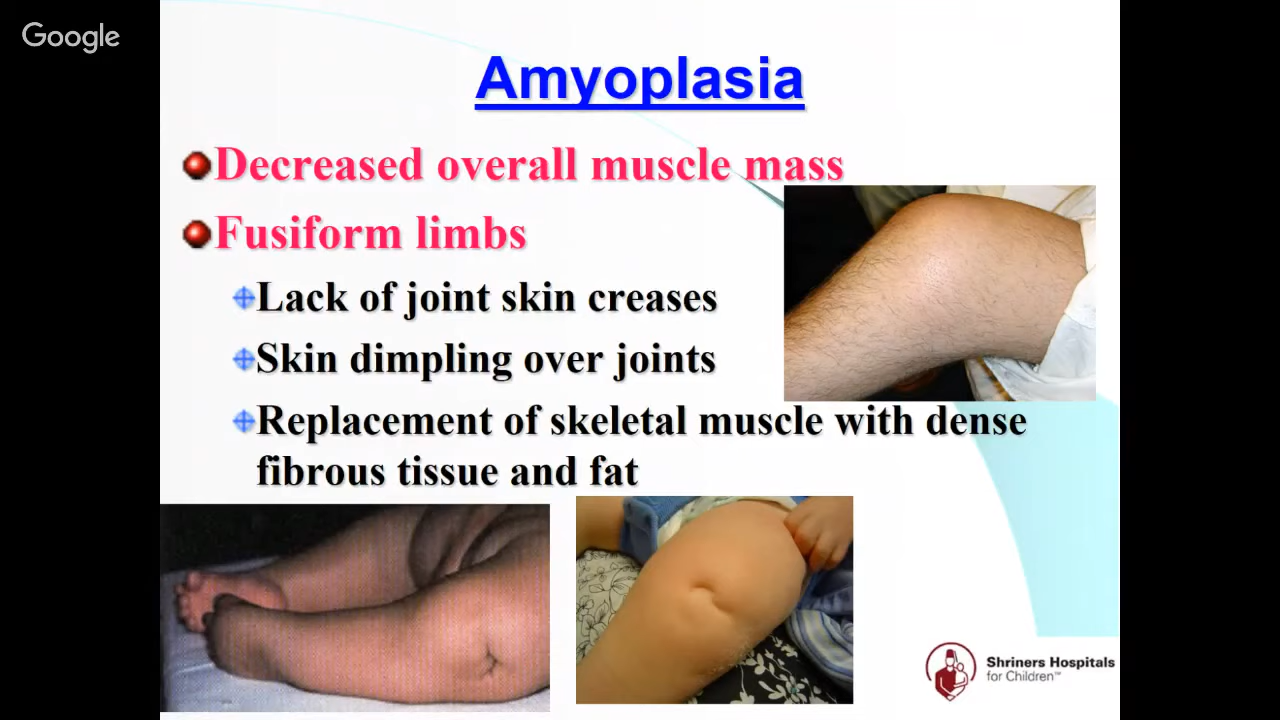 Google
Amyoplasia
Decreased overall muscle mass
Fusiform limbs
Lack of joint skin creases
Skin dimpling over joints
Replacement of skeletal muscle with dense
fibrous tissue and fat
Shriners Hospitals
for Children™